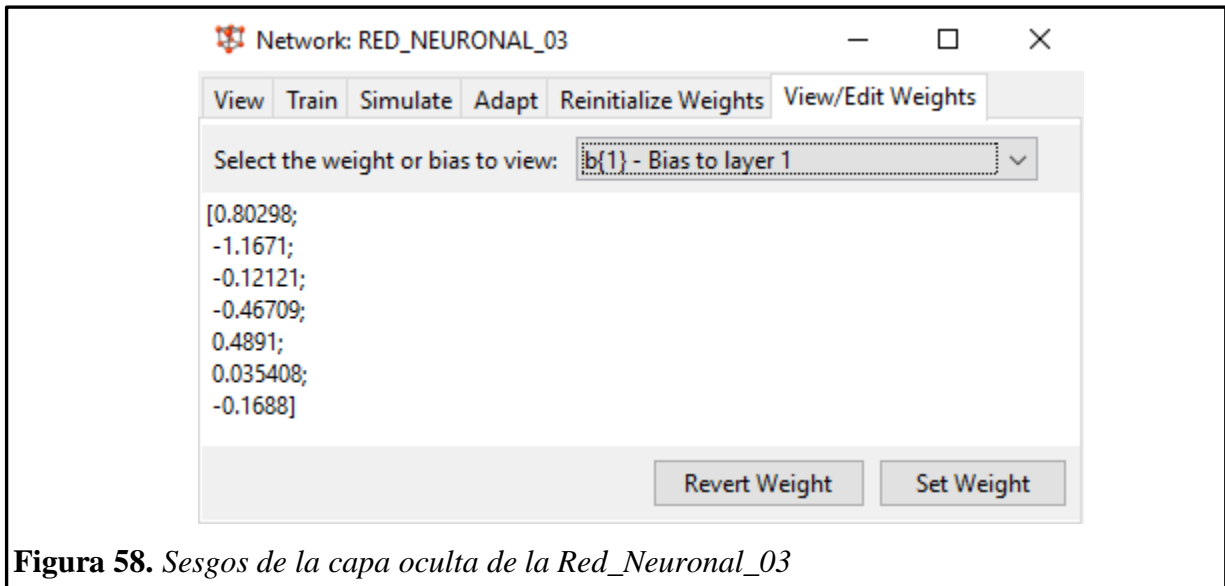 Network: RED_NEURONAL_03
View Train Simulate Adapt Reinitialize Weights View/Edit Weights
Select the weight or bias to view: b{1} - Bias to layer 1
[0.80298;
-1.1671;
-0.12121;
-0.46709;
0.4891;
0.035408;
-0.1688]
Revert Weight Set Weight
Figura 58. Sesgos de la capa oculta de la Red_Neuronal_03